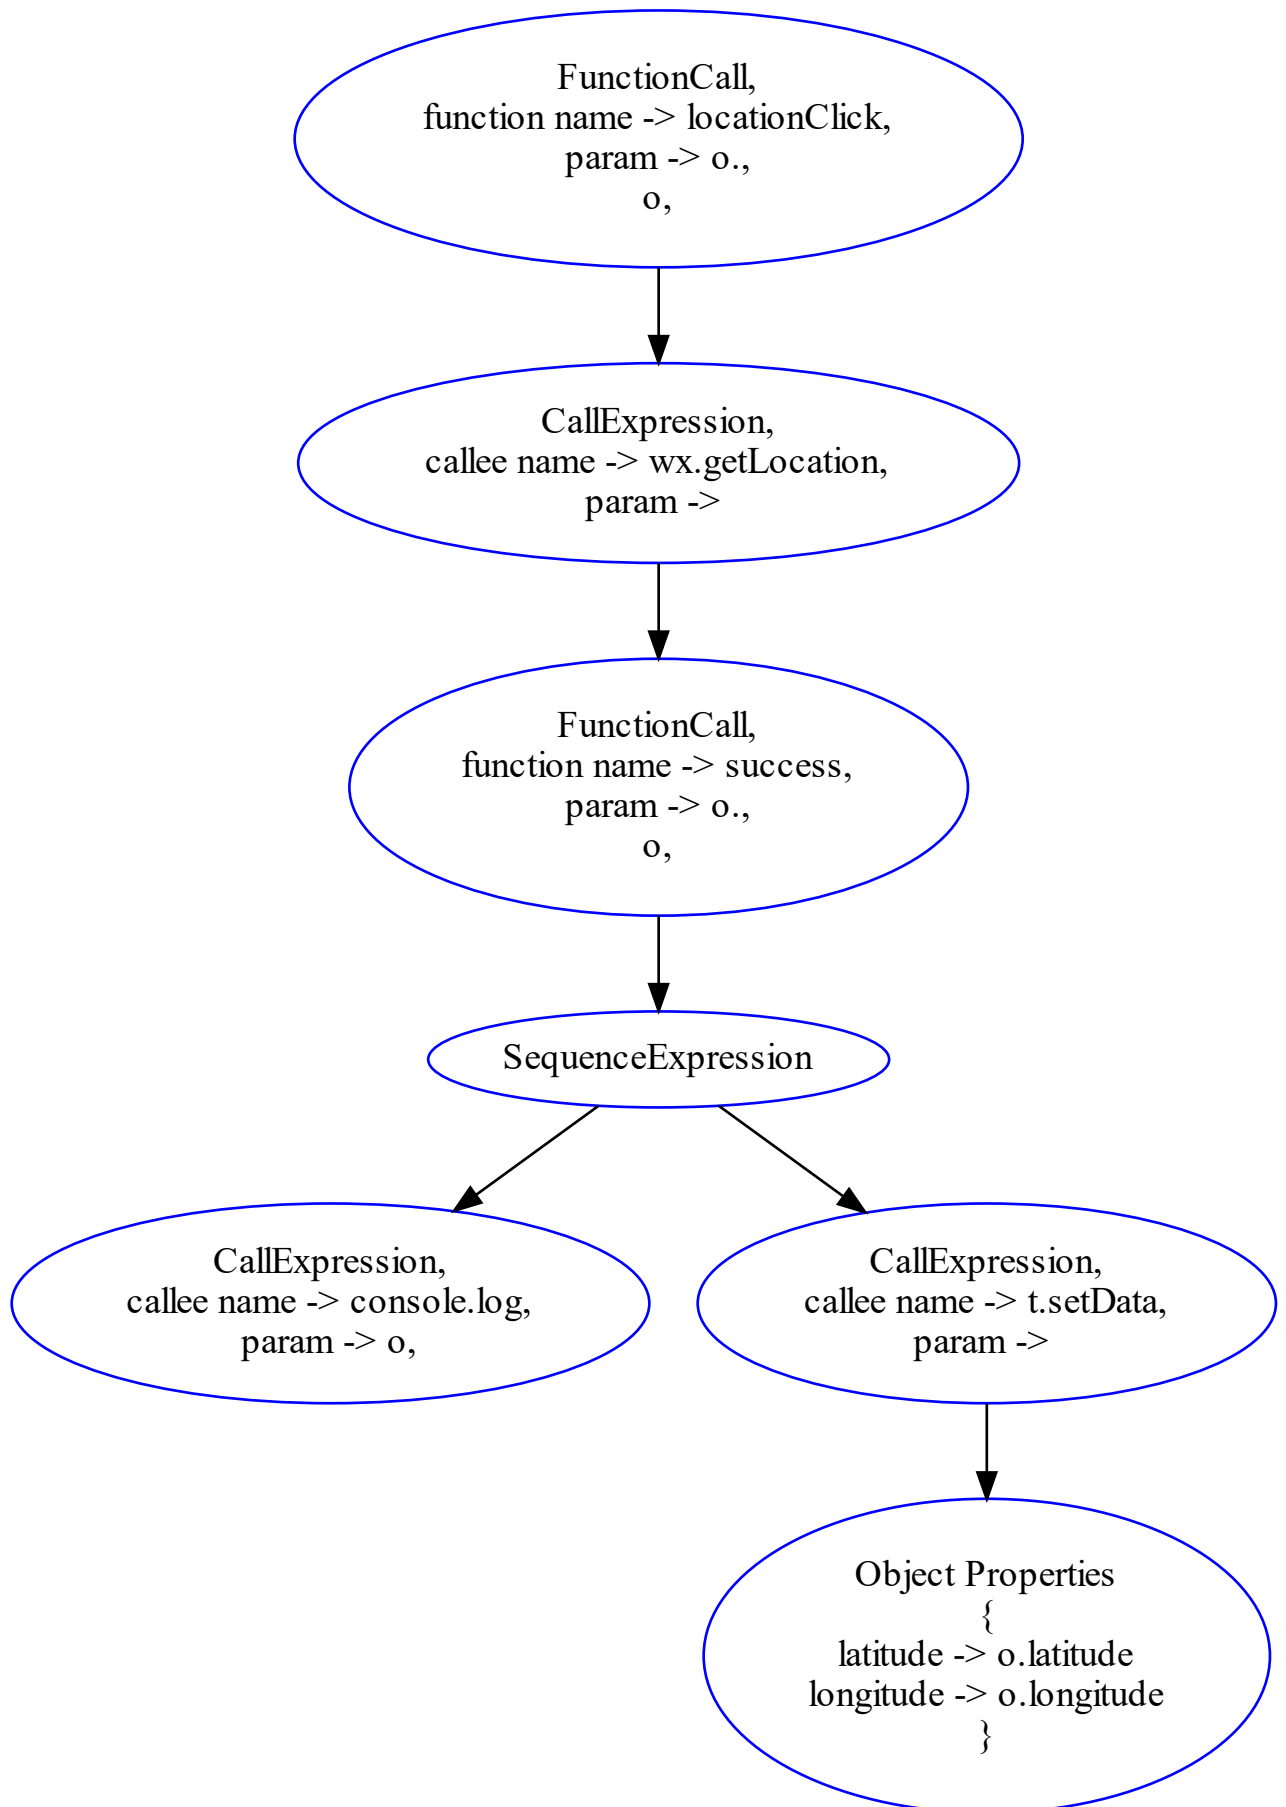 FunctionCall,
function name -> locationClick,
param -> o.,
o,
CallExpression,
callee name -> wx.getLocation,
param ->
FunctionCall,
function name -> success,
param -> o.,
o,
SequenceExpression
CallExpression,
callee name -> console.log,
param -> o,
CallExpression,
callee name -> t.setData,
param ->
Object Properties
{
latitude -> o.latitude
longitude -> o.longitude
}